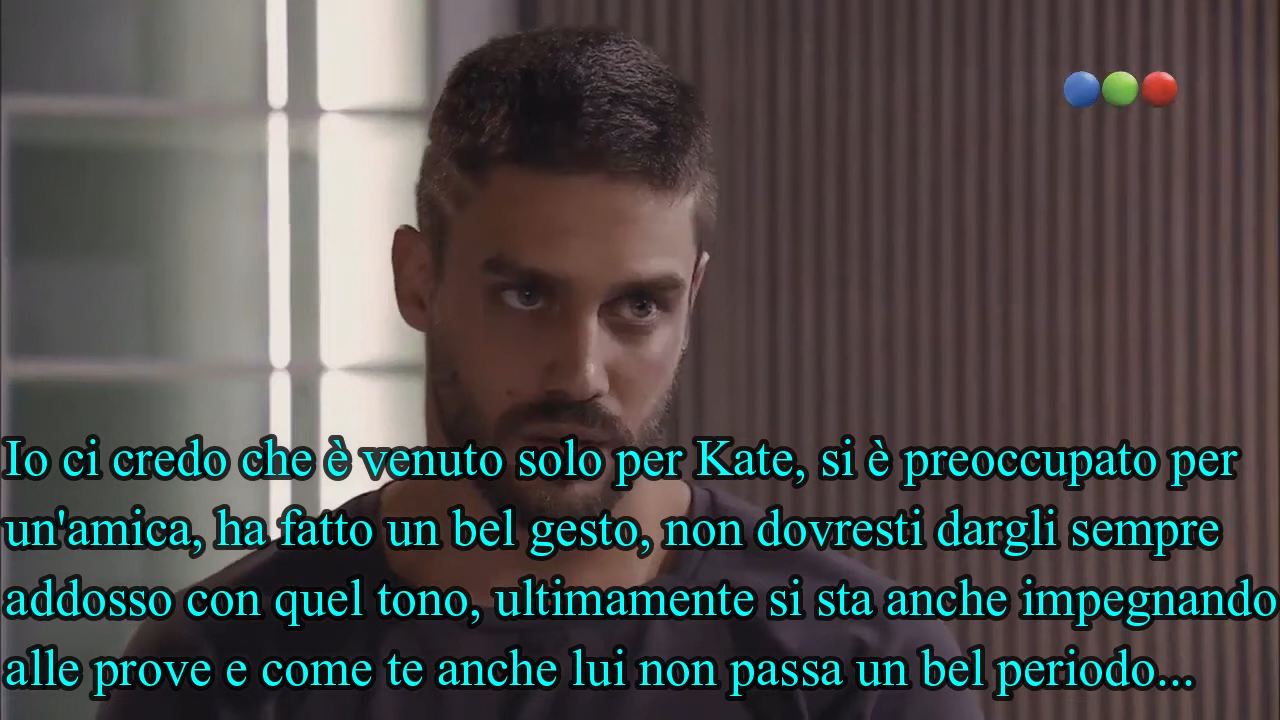 Io ci credo che è venuto solo per Kate, si è preoccupato per
un'amica, ha fatto un bel gesto, non dovresti dargli sempre
addosso con quel tono, ultimamente si sta anche impegnando
alle prove e come te anche lui non passa un bel periodo...